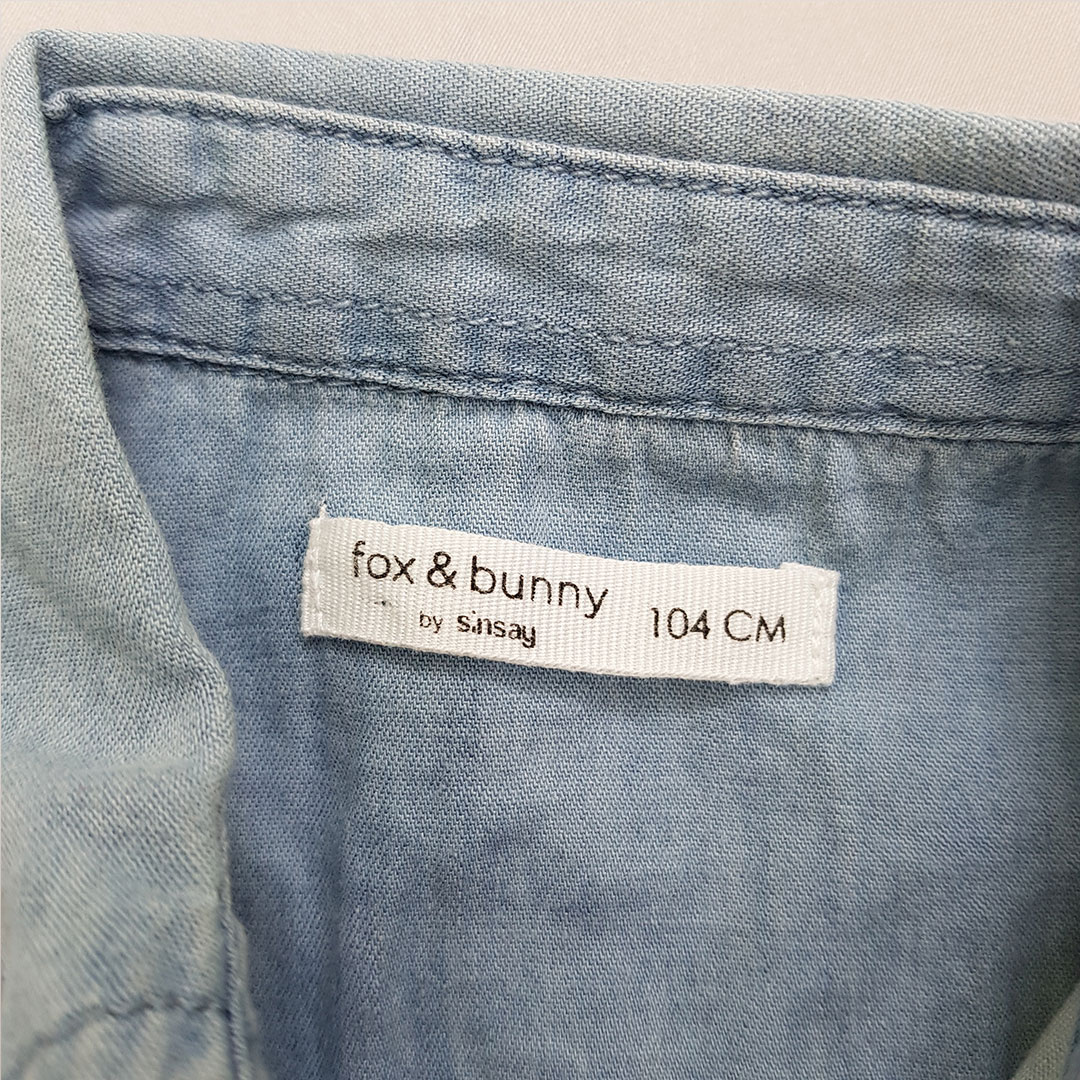 fox & bunny
by sinsay
104 CM